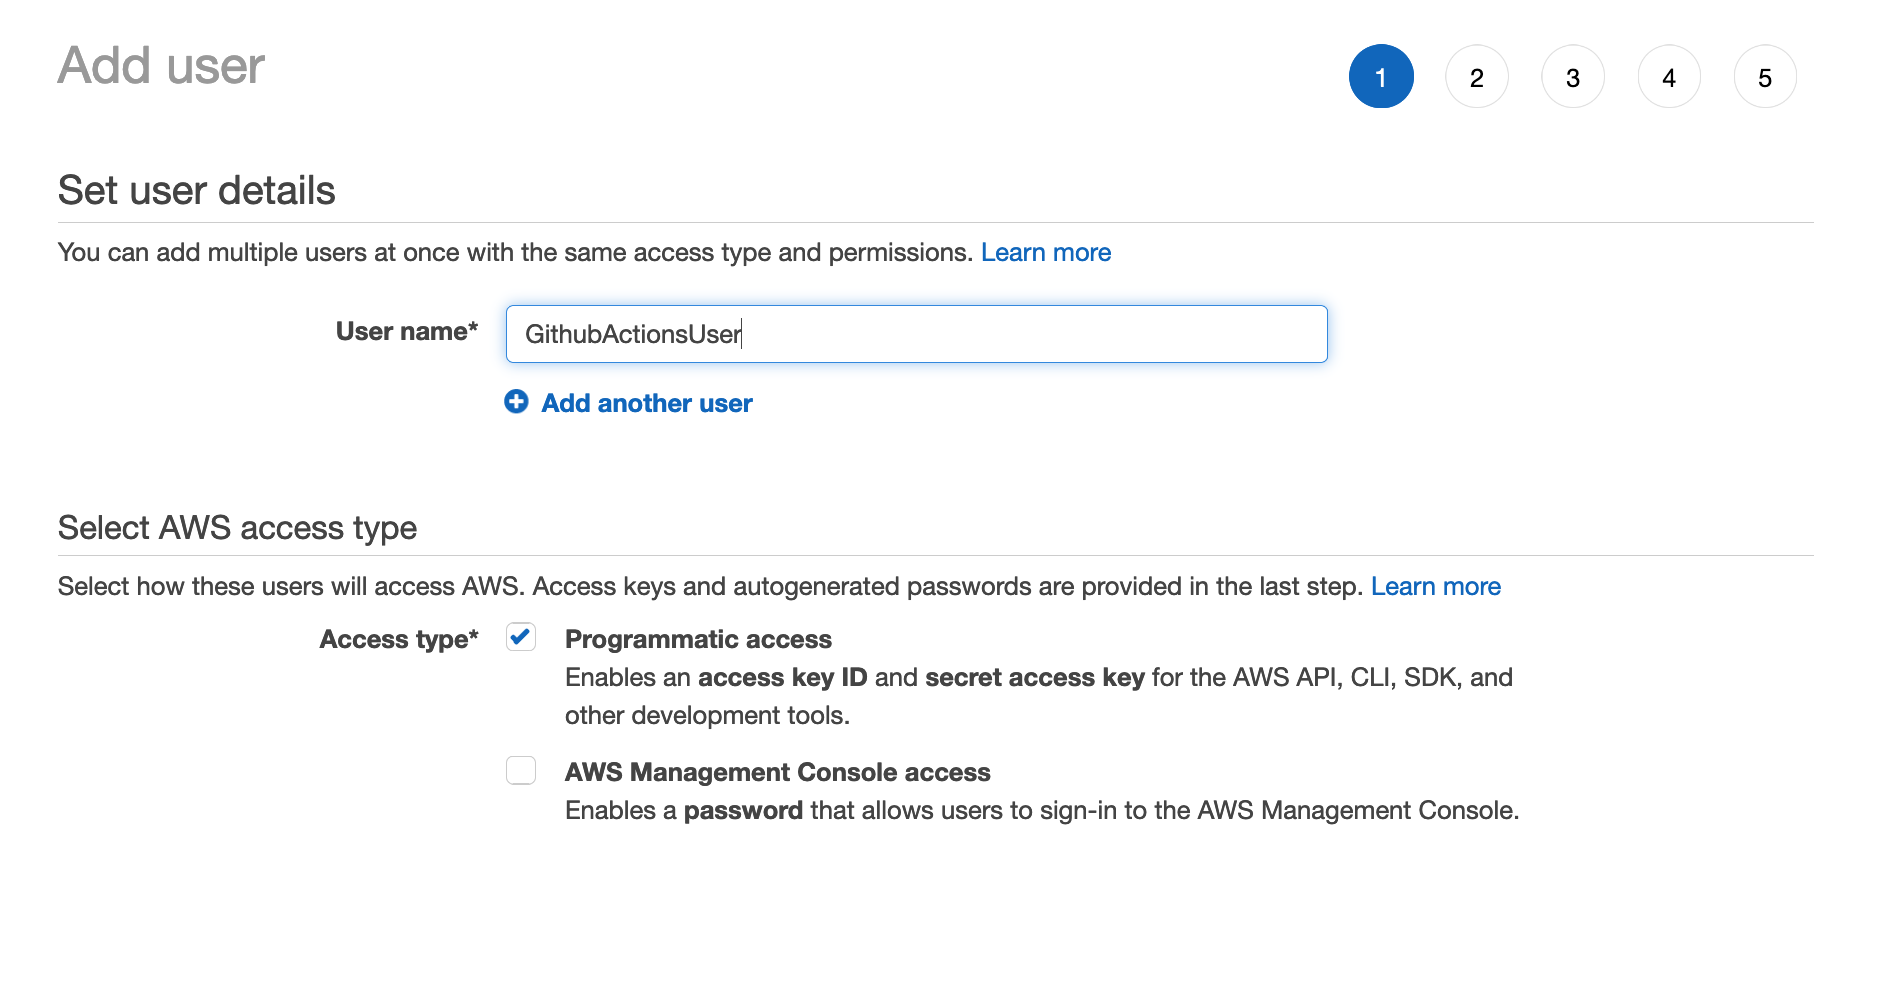 Add user
1 2 3 4 5
Set user details
You can add multiple users at once with the same access type and permissions. Learn more
User name* GithubActionsUser
Add another user
Select AWS access type
Select how these users will access AWS. Access keys and autogenerated passwords are provided in the last step. Learn more
Access type* Programmatic access
Enables an access key ID and secret access key for the AWS API, CLI, SDK, and
other development tools.
AWS Management Console access
Enables a password that allows users to sign-in to the AWS Management Console.